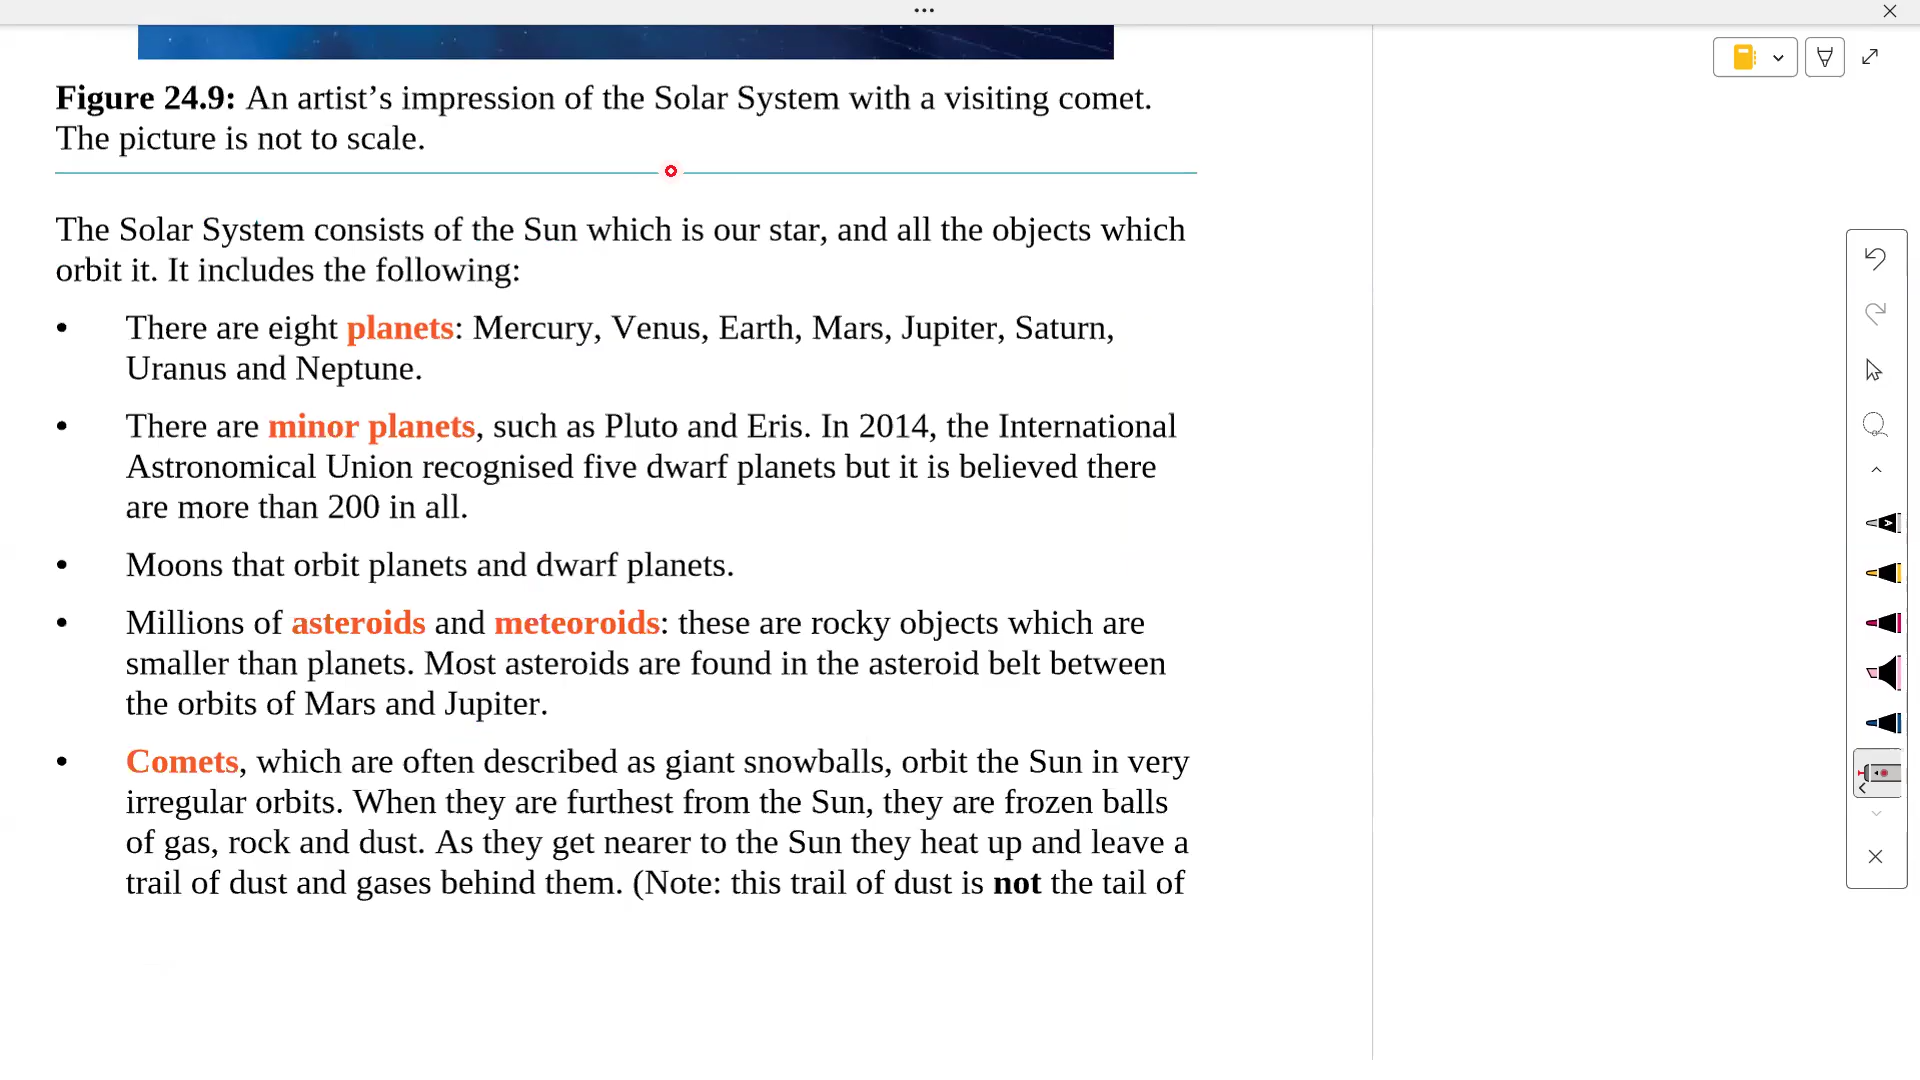 Figure 24.9: An artist’s impression of the Solar System with a visiting comet.
The picture is not to scale.
The Solar System consists of the Sun which is our star, and all the objects which
orbit it. It includes the following:
• There are eight planets: Mercury, Venus, Earth, Mars, Jupiter, Saturn,
Uranus and Neptune.
• There are minor planets, such as Pluto and Eris. In 2014, the International
Astronomical Union recognised five dwarf planets but it is believed there
are more than 200 in all.
• Moons that orbit planets and dwarf planets.
• Millions of asteroids and meteoroids: these are rocky objects which are
smaller than planets. Most asteroids are found in the asteroid belt between
the orbits of Mars and Jupiter.
• Comets, which are often described as giant snowballs, orbit the Sun in very
irregular orbits. When they are furthest from the Sun, they are frozen balls
of gas, rock and dust. As they get nearer to the Sun they heat up and leave a
trail of dust and gases behind them. (Note: this trail of dust is not the tail of